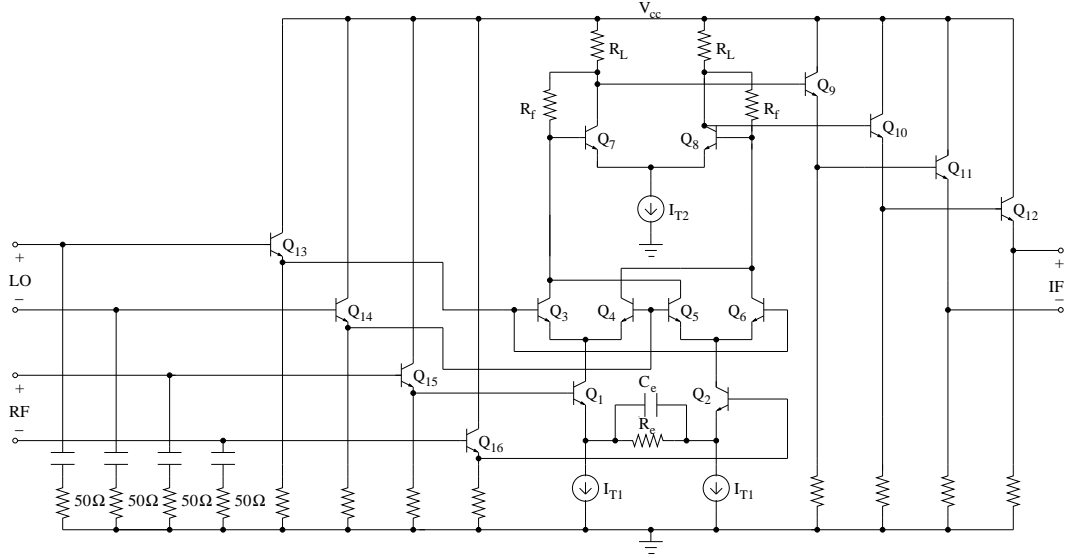 Vcc
RL
RL
Q9
Rf
Rf
Q10
Q7
Q8
Q11
IT2
Q12
Q13
+
LO
−
+
IF
−
Q14
Q3
Q4
Q5
Q6
+
RF
−
Q15
Q1
Ce
Re
Q2
Q16
50Ω
50Ω
50Ω
50Ω
IT1
IT1